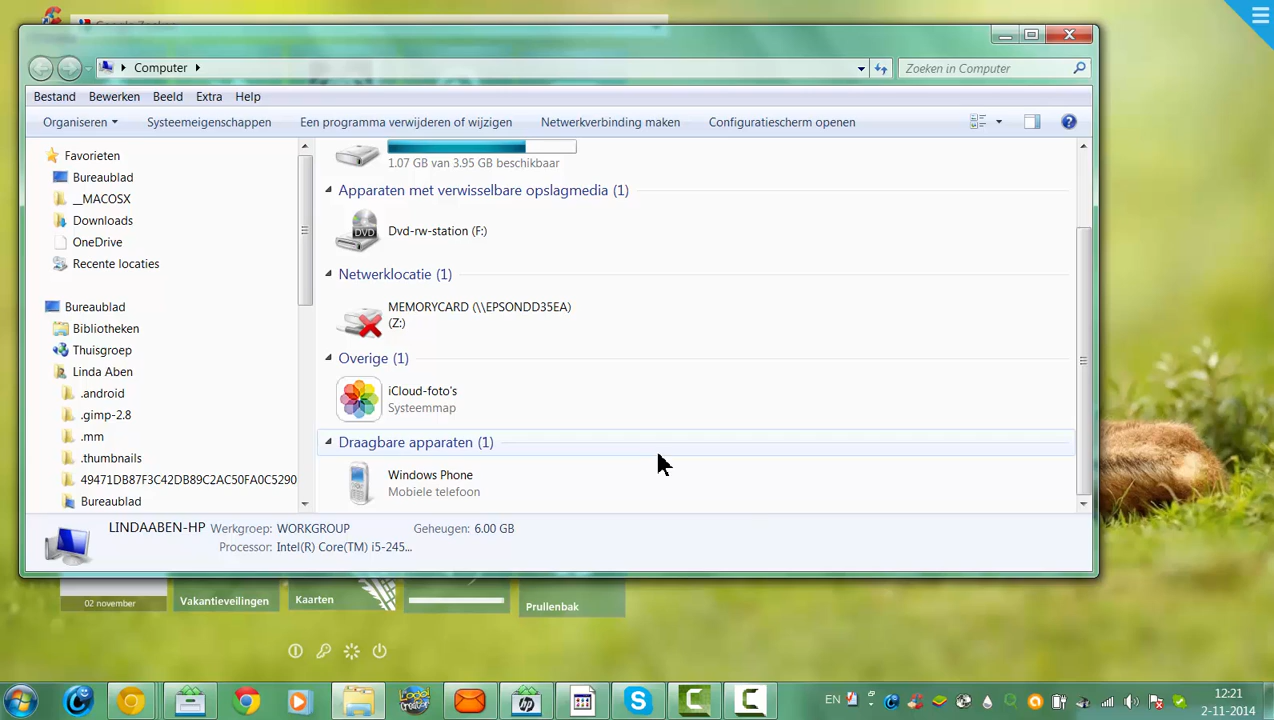 Computer
Zoeken in Computer
Bestand Bewerken Beeld Extra Help
Organiseren Systeemeigenschappen Een programma verwijderen of wijzigen Netwerkverbinding maken Configuratiescherm openen
Favorieten
Bureaublad
__MACOSX
Downloads
OneDrive
Recente locaties
Bureaublad
Bibliotheken
Thuisgroep
Linda Aben
.android
.gimp-2.8
.mm
.thumbnails
49471DB87F3C42DB89C2AC50FA0C5290
Bureaublad
1.07 GB van 3.95 GB beschikbaar
Apparaten met verwisselbare opslagmedia (1)
DVD
Dvd-rw-station (F:)
Netwerklocatie (1)
MEMORYCARD (\\EPSONDD35EA)
(Z:)
Overige (1)
iCloud-foto's
Systeemmap
Draagbare apparaten (1)
Windows Phone
Mobiele telefoon
LINDAABEN-HP Werkgroep: WORKGROUP Geheugen: 6.00 GB
Processor: Intel(R) Core(TM) i5-245...
02 november
Vakantieveilingen
Kaarten
Prullenbak
EN
12:21
2-11-2014